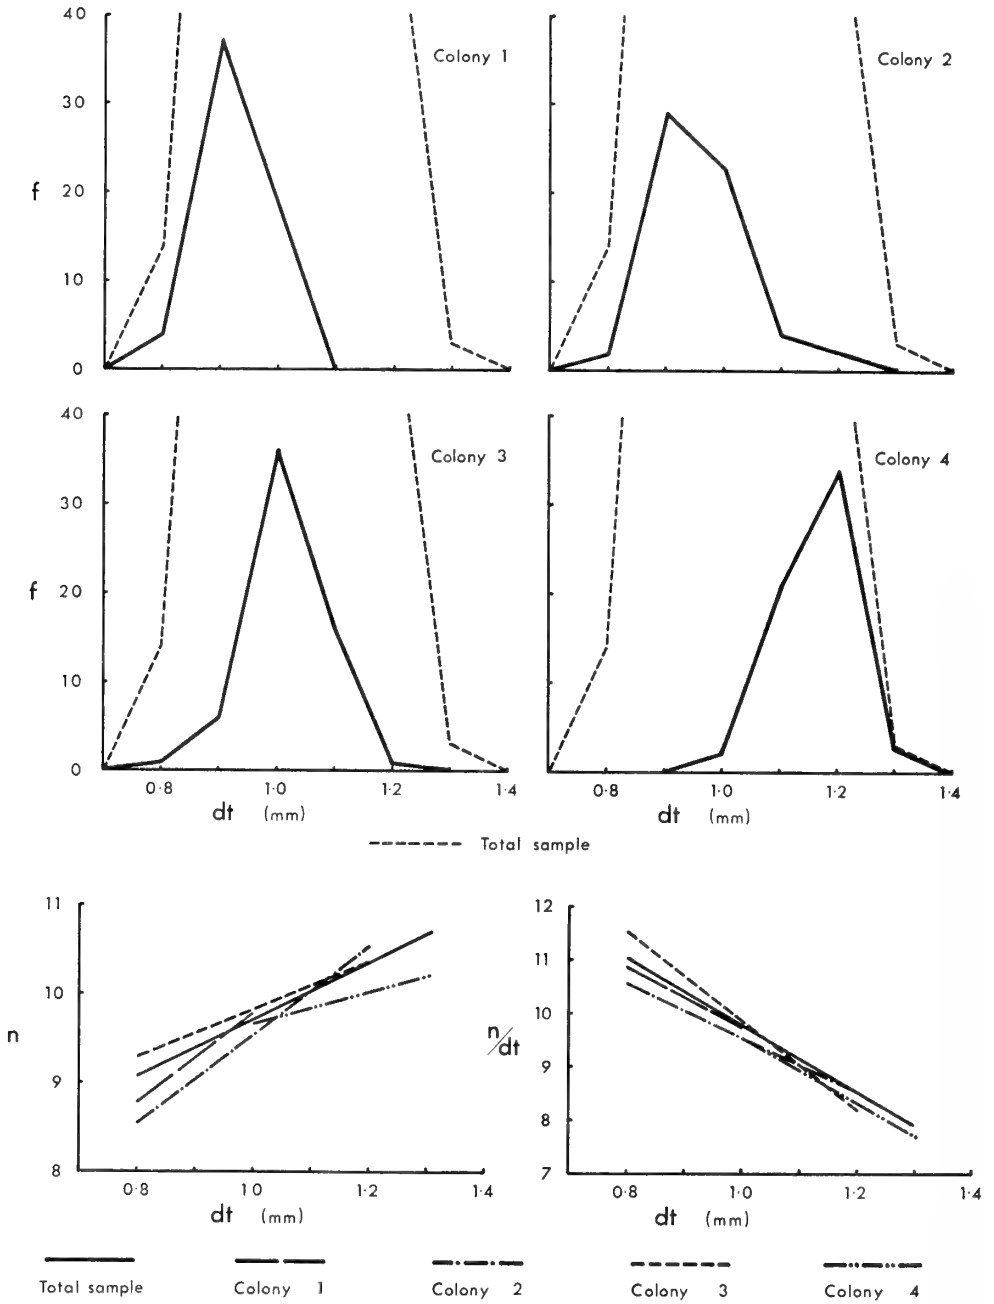 40
30
f 20
10
0
Colony 1
Colony 2
40
30
f 20
10
0
Colony 3
Colony 4
0·8 1·0 1·2 1·4
dt (mm)
0·8 1·0 1·2 1·4
dt (mm)
Total sample
11
10
n
9
8
0·8 1·0 1·2 1·4
dt (mm)
12
11
10
n/dt
9
8
7
0·8 1·0 1·2 1·4
dt (mm)
Total sample Colony 1 Colony 2 Colony 3 Colony 4